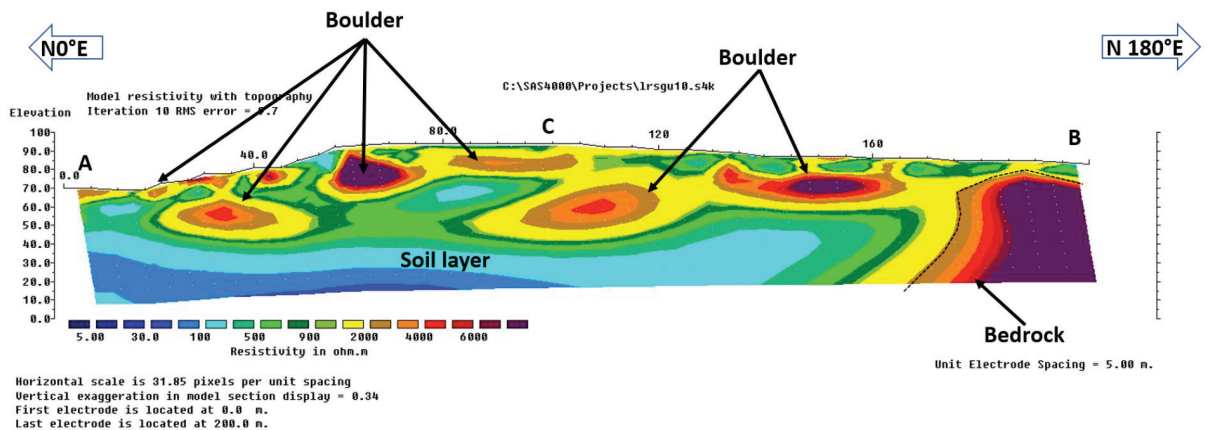 Boulder
N0°E
Boulder
N 180°E
Model resistivity with topography
C:\SAS4000\Projects\lrsgu10.s4k
Elevation
Iteration 10 RMS error = .7
100
90.0
80.0
70.0
60.0
50.0
40.0
30.0
20.0
10.0
0.0
A
0.0
40.0
80.0
C
120
160
B
Soil layer
Bedrock
5.00 30.0 100 500 900 2000 4000 6000
Resistivity in ohm.m
Unit Electrode Spacing = 5.00 m.
Horizontal scale is 31.85 pixels per unit spacing
Vertical exaggeration in model section display = 0.34
First electrode is located at 0.0 m.
Last electrode is located at 200.0 m.